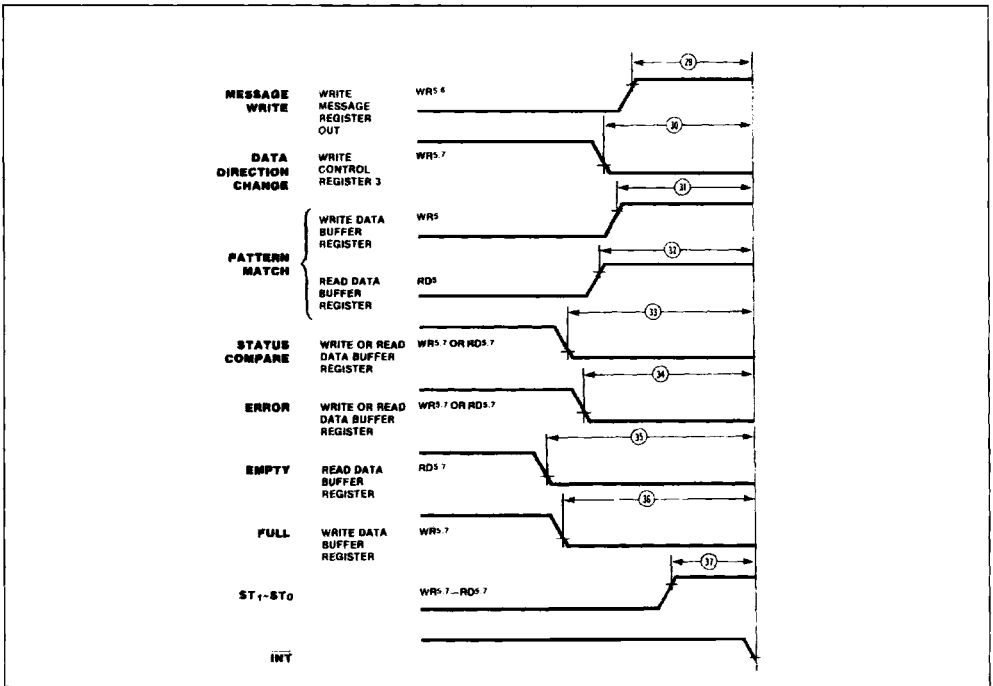 29
MESSAGE WRITE
WRITE MESSAGE REGISTER OUT
WR5,6
30
DATA DIRECTION CHANGE
WRITE CONTROL REGISTER 3
WR5,7
31
PATTERN MATCH
WRITE DATA BUFFER REGISTER
WR5
32
READ DATA BUFFER REGISTER
RD5
33
STATUS COMPARE
WRITE OR READ DATA BUFFER REGISTER
WR5,7 OR RD5,7
34
ERROR
WRITE OR READ DATA BUFFER REGISTER
WR5,7 OR RD5,7
35
EMPTY
READ DATA BUFFER REGISTER
RD5,7
36
FULL
WRITE DATA BUFFER REGISTER
WR5,7
37
ST1-ST0
WR5,7–RD5,7
INT